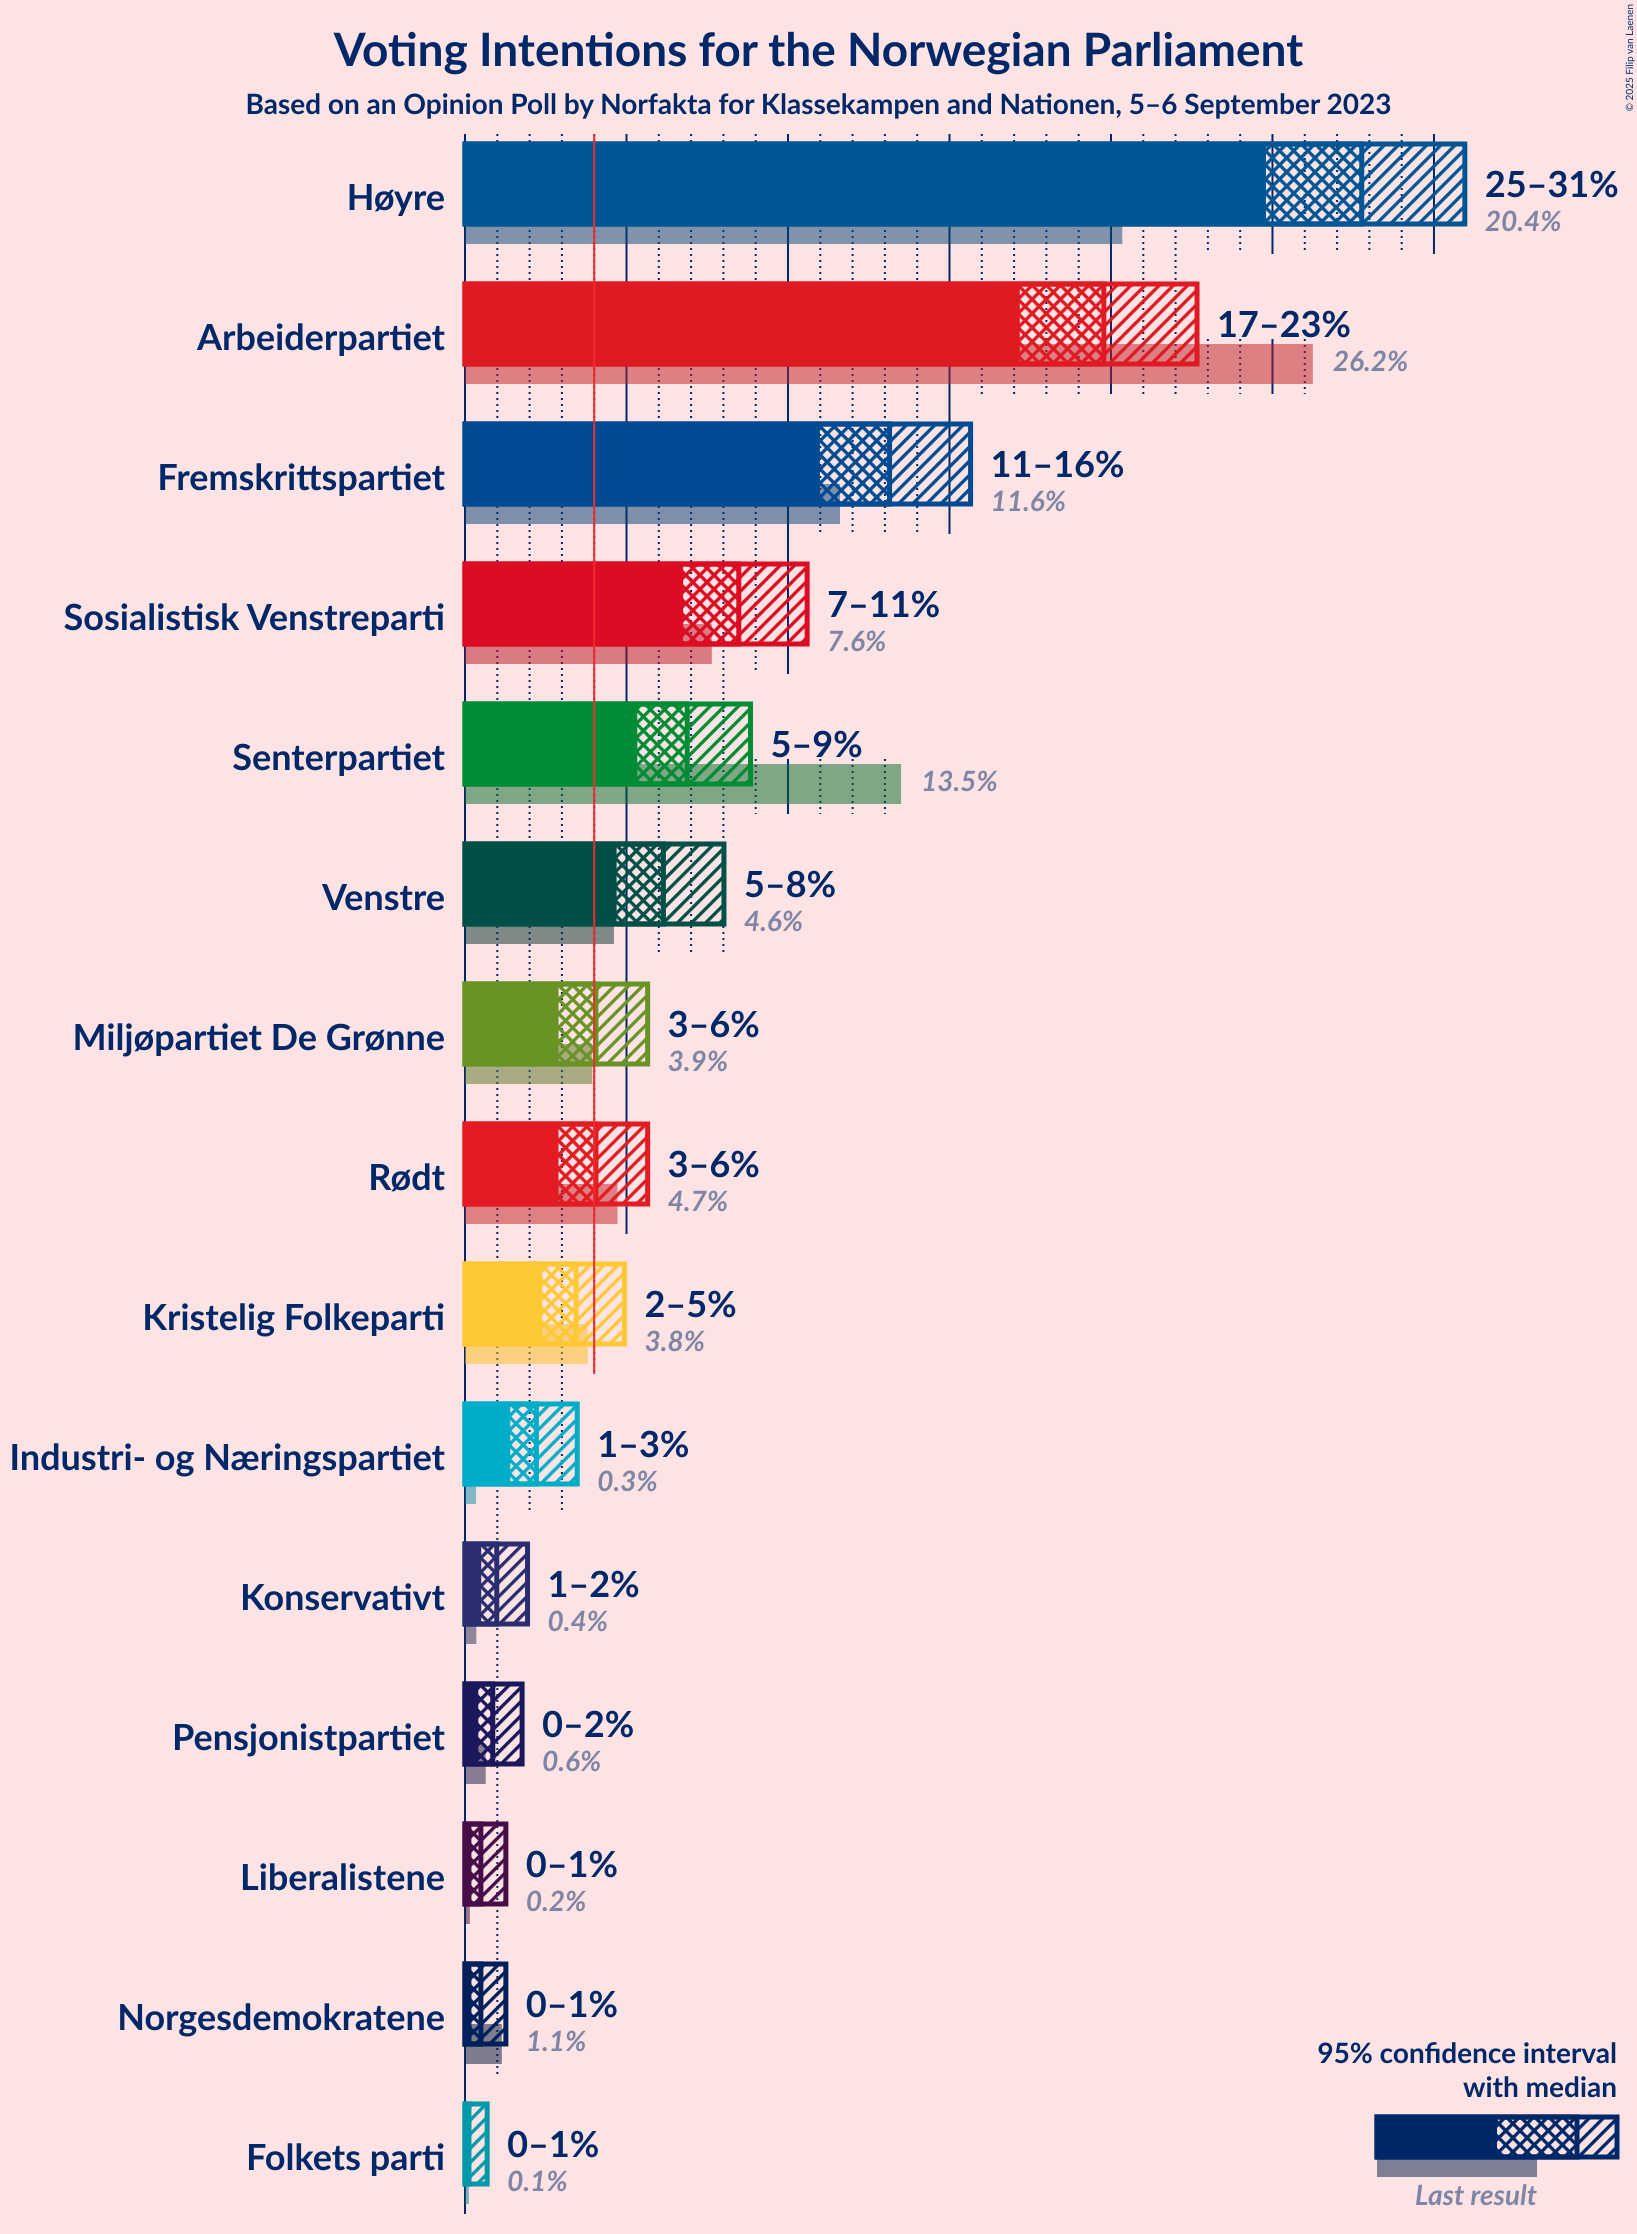 © 2025 Filip van Laenen
Voting Intentions for the Norwegian Parliament
Based on an Opinion Poll by Norfakta for Klassekampen and Nationen, 5–6 September 2023
Høyre
25–31%
20.4%
Arbeiderpartiet
17–23%
26.2%
Fremskrittspartiet
11–16%
11.6%
Sosialistisk Venstreparti
7–11%
7.6%
Senterpartiet
5–9%
13.5%
Venstre
5–8%
4.6%
Miljøpartiet De Grønne
3–6%
3.9%
Rødt
3–6%
4.7%
Kristelig Folkeparti
2–5%
3.8%
Industri- og Næringspartiet
1–3%
0.3%
Konservativt
1–2%
0.4%
Pensjonistpartiet
0–2%
0.6%
Liberalistene
0–1%
0.2%
Norgesdemokratene
0–1%
1.1%
Folkets parti
0–1%
0.1%
95% confidence interval
with median
Last result